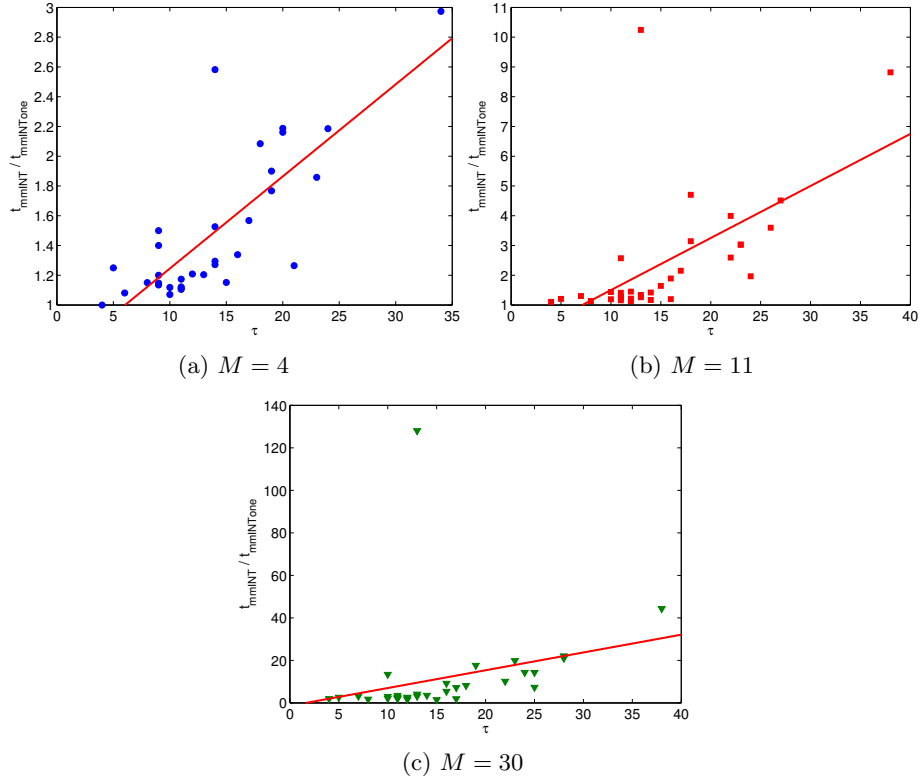 3
2.8
2.6
2.4
2.2
2
1.8
1.6
1.4
1.2
1
t_mmINT / t_mmINTone
0 5 10 15 20 25 30 35
τ
(a) M = 4
11
10
9
8
7
6
5
4
3
2
1
t_mmINT / t_mmINTone
0 5 10 15 20 25 30 35 40
τ
(b) M = 11
140
120
100
80
60
40
20
0
t_mmINT / t_mmINTone
0 5 10 15 20 25 30 35 40
τ
(c) M = 30